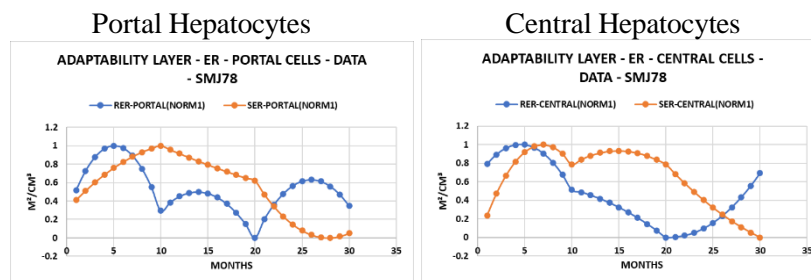 Portal Hepatocytes
Central Hepatocytes
ADAPTABILITY LAYER - ER - PORTAL CELLS - DATA
- SMJ78
RER-PORTAL(NORM1) SER-PORTAL(NORM1)
M²/CM³
1.2
1
0.8
0.6
0.4
0.2
0
-0.2
0 5 10 15 20 25 30 35
MONTHS
ADAPTABILITY LAYER - ER - CENTRAL CELLS -
DATA - SMJ78
RER-CENTRAL(NORM1) SER-CENTRAL(NORM1)
M²/CM³
1.2
1
0.8
0.6
0.4
0.2
0
-0.2
0 5 10 15 20 25 30 35
MONTHS